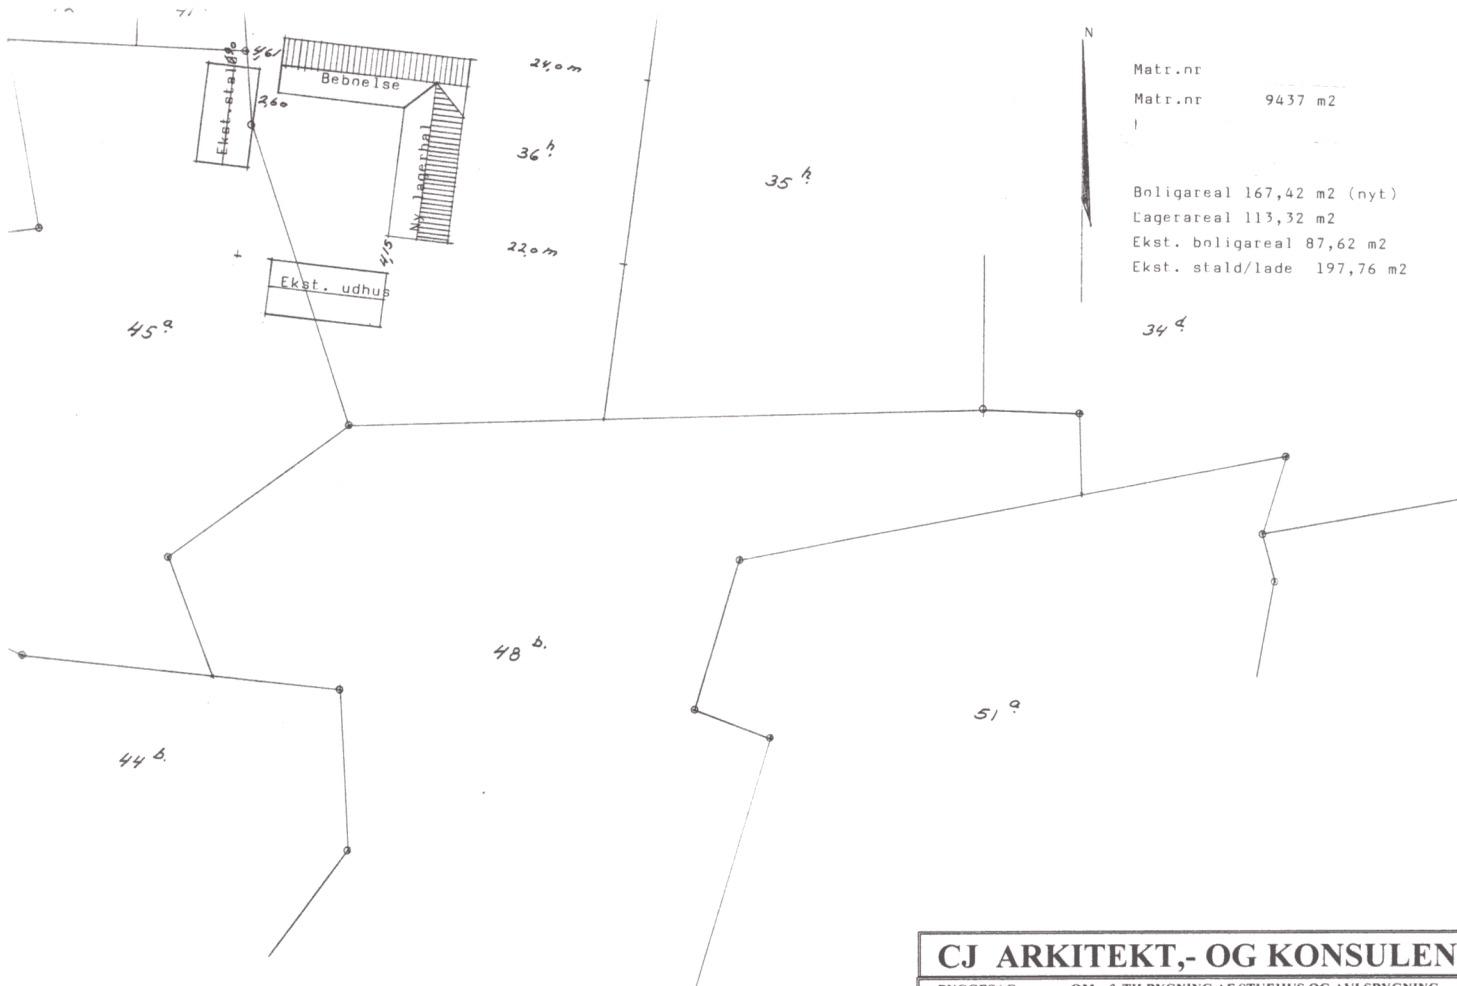 N
Matr.nr
Matr.nr 9437 m2
Boligareal 167,42 m2 (nyt)
Lagerareal 113,32 m2
Ekst. boligareal 87,62 m2
Ekst. stald/lade 197,76 m2
4,61
24,0 m
Ekst. stald
Bebnelse
2,60
36 h.
35 h.
Ny lagerhal
22,0 m
4,15
Ekst. udhus
45 a.
34 d.
48 b.
51 a.
44 b.
CJ ARKITEKT,- OG KONSULEN